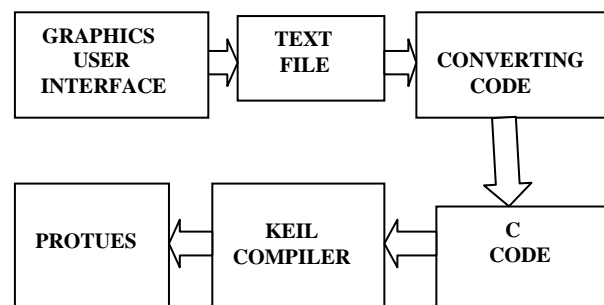 GRAPHICS
USER
INTERFACE
TEXT
FILE
CONVERTING
CODE
PROTUES
KEIL
COMPILER
C
CODE